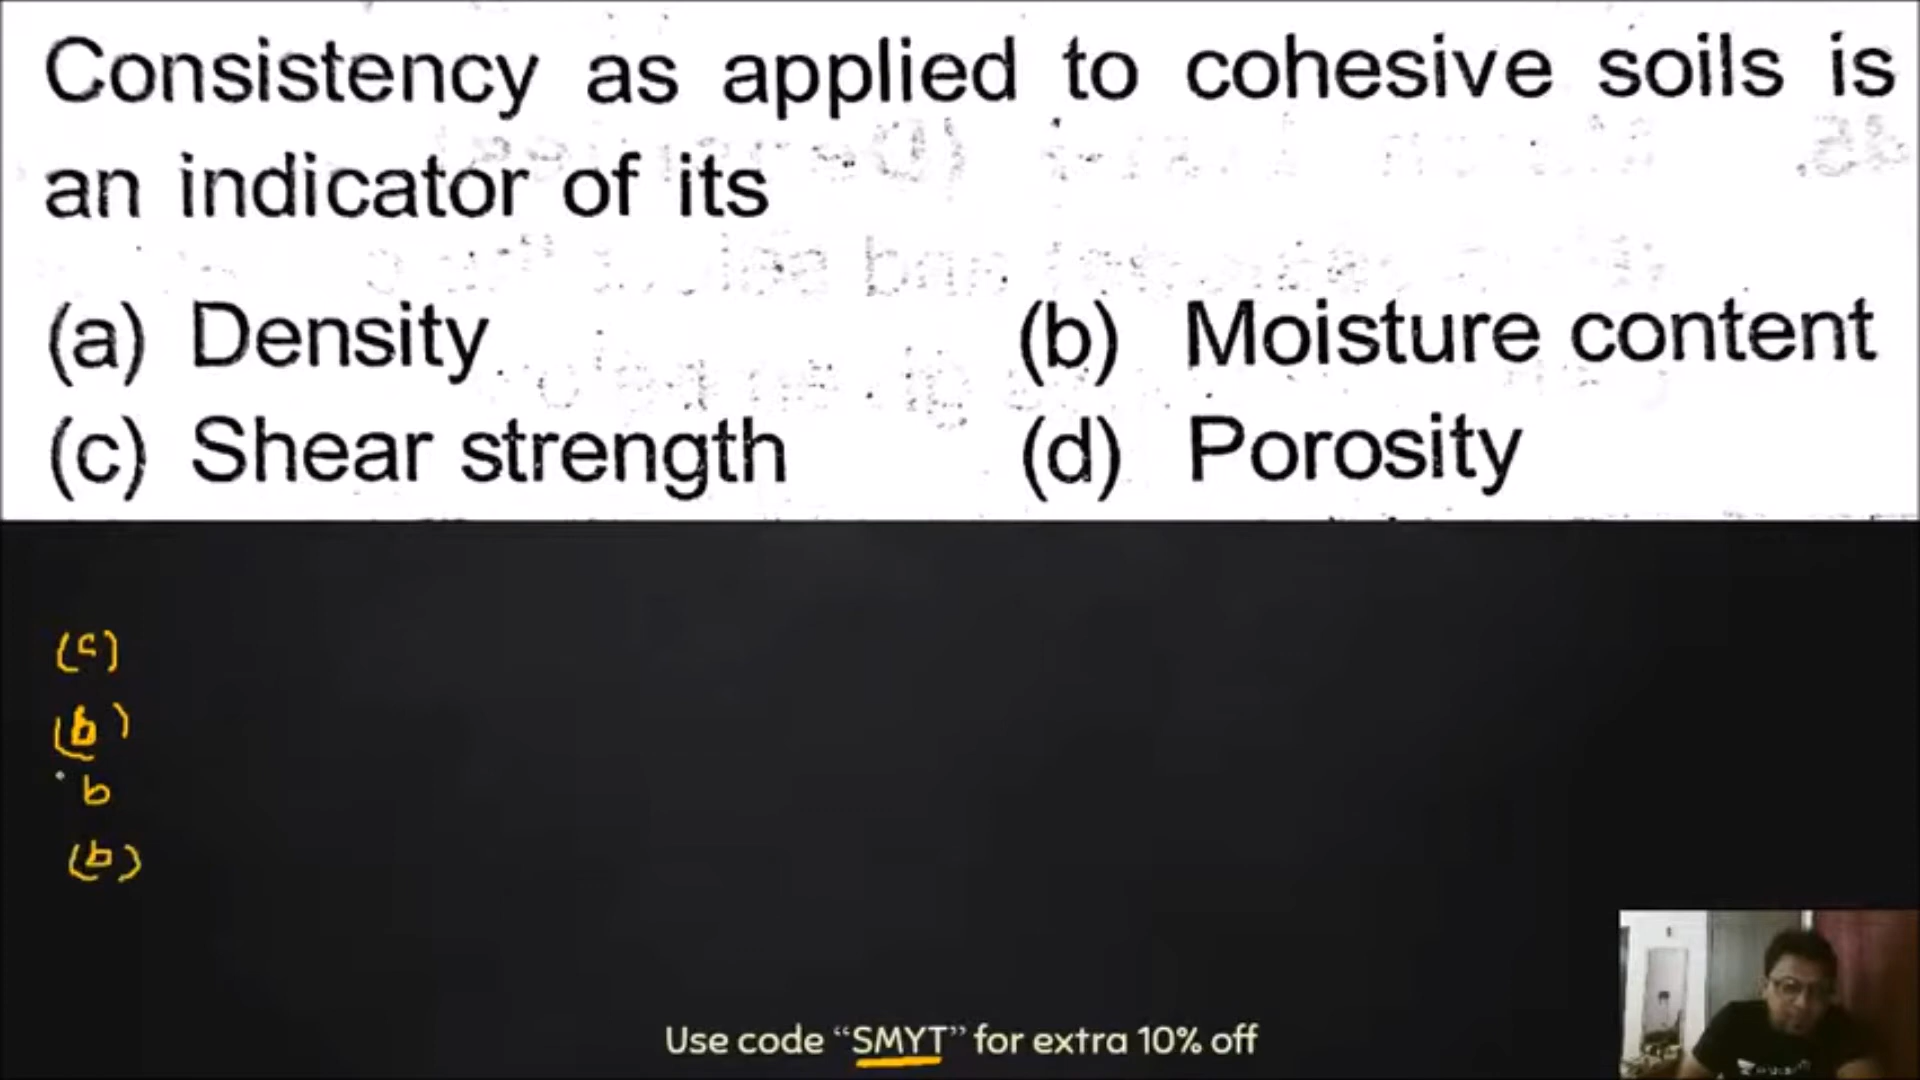 Consistency as applied to cohesive soils is
an indicator of its
(a) Density (b) Moisture content
(c) Shear strength (d) Porosity
(c)
(b)
b
(b)
Use code “SMYT” for extra 10% off